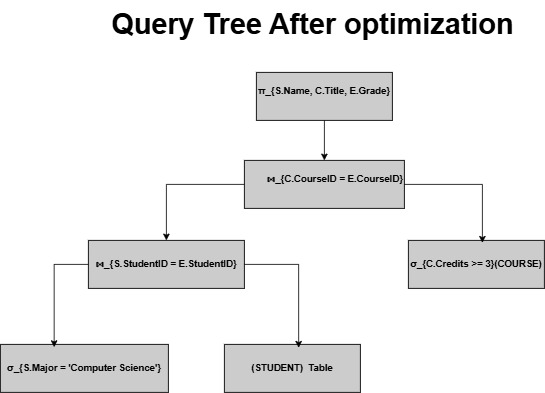 Query Tree After optimization
π_{S.Name, C.Title, E.Grade}
⋈_{C.CourseID = E.CourseID}
⋈_{S.StudentID = E.StudentID}
σ_{C.Credits >= 3}(COURSE)
σ_{S.Major = 'Computer Science'}
(STUDENT) Table